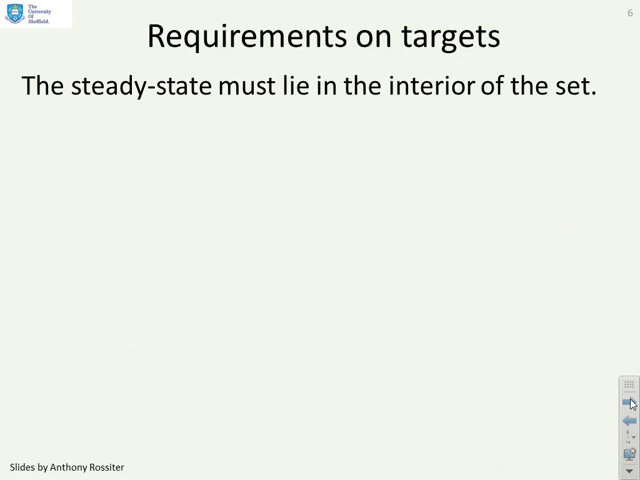 The
University
Of
Sheffield.
6
Requirements on targets
The steady-state must lie in the interior of the set.
Slides by Anthony Rossiter